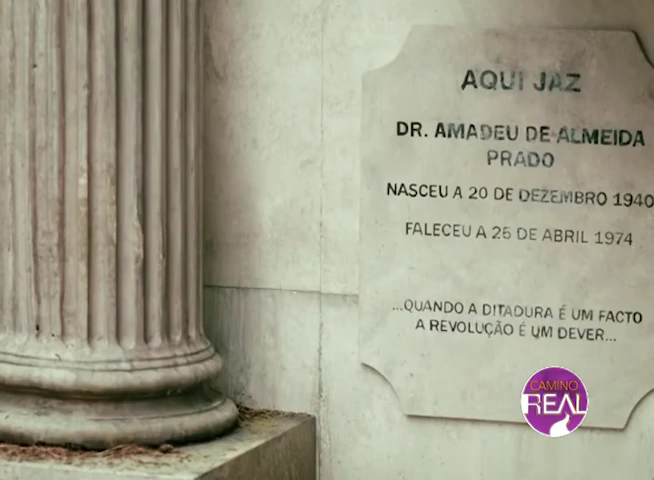 AQUI JAZ
DR. AMADEU DE ALMEIDA
PRADO
NASCEU A 20 DE DEZEMBRO 1940
FALECEU A 25 DE ABRIL 1974
...QUANDO A DITADURA É UM FACTO
A REVOLUÇÃO É UM DEVER...
CAMINO
REAL